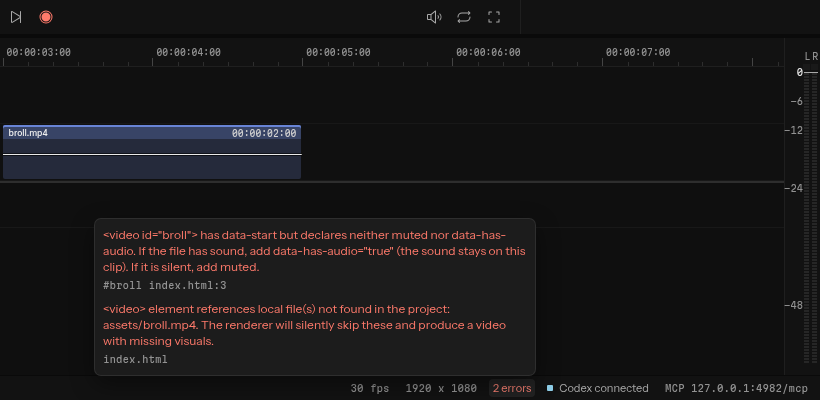 00:00:03:00 00:00:04:00 00:00:05:00 00:00:06:00 00:00:07:00
L R
0
-6
broll.mp4 00:00:02:00
-12
-24
<video id="broll"> has data-start but declares neither muted nor data-has-
audio. If the file has sound, add data-has-audio="true" (the sound stays on this
clip). If it is silent, add muted.
#broll index.html:3
-48
<video> element references local file(s) not found in the project:
assets/broll.mp4. The renderer will silently skip these and produce a video
with missing visuals.
index.html
30 fps 1920 x 1080 2 errors Codex connected MCP 127.0.0.1:4982/mcp